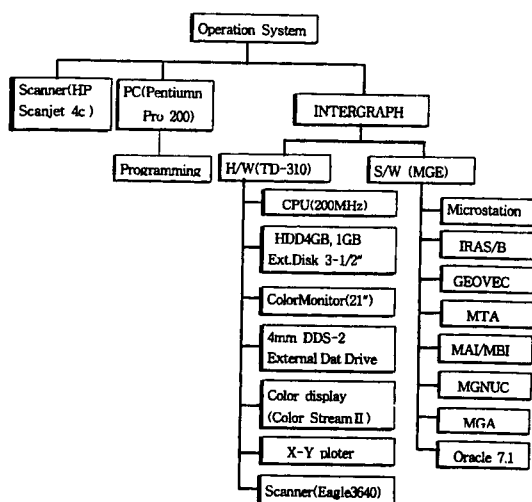 Operation System
Scanner(HP
Scanjet 4c)
PC(Pentiumn
Pro 200)
INTERGRAPH
Programming
H/W(TD-310)
S/W (MGE)
CPU(200MHz)
HDD4GB, 1GB
Ext.Disk 3-1/2″
ColorMonitor(21″)
4mm DDS-2
External Dat Drive
Color display
(Color StreamⅡ)
X-Y ploter
Scanner(Eagle3640)
Microstation
IRAS/B
GEOVEC
MTA
MAI/MBI
MGNUC
MGA
Oracle 7.1